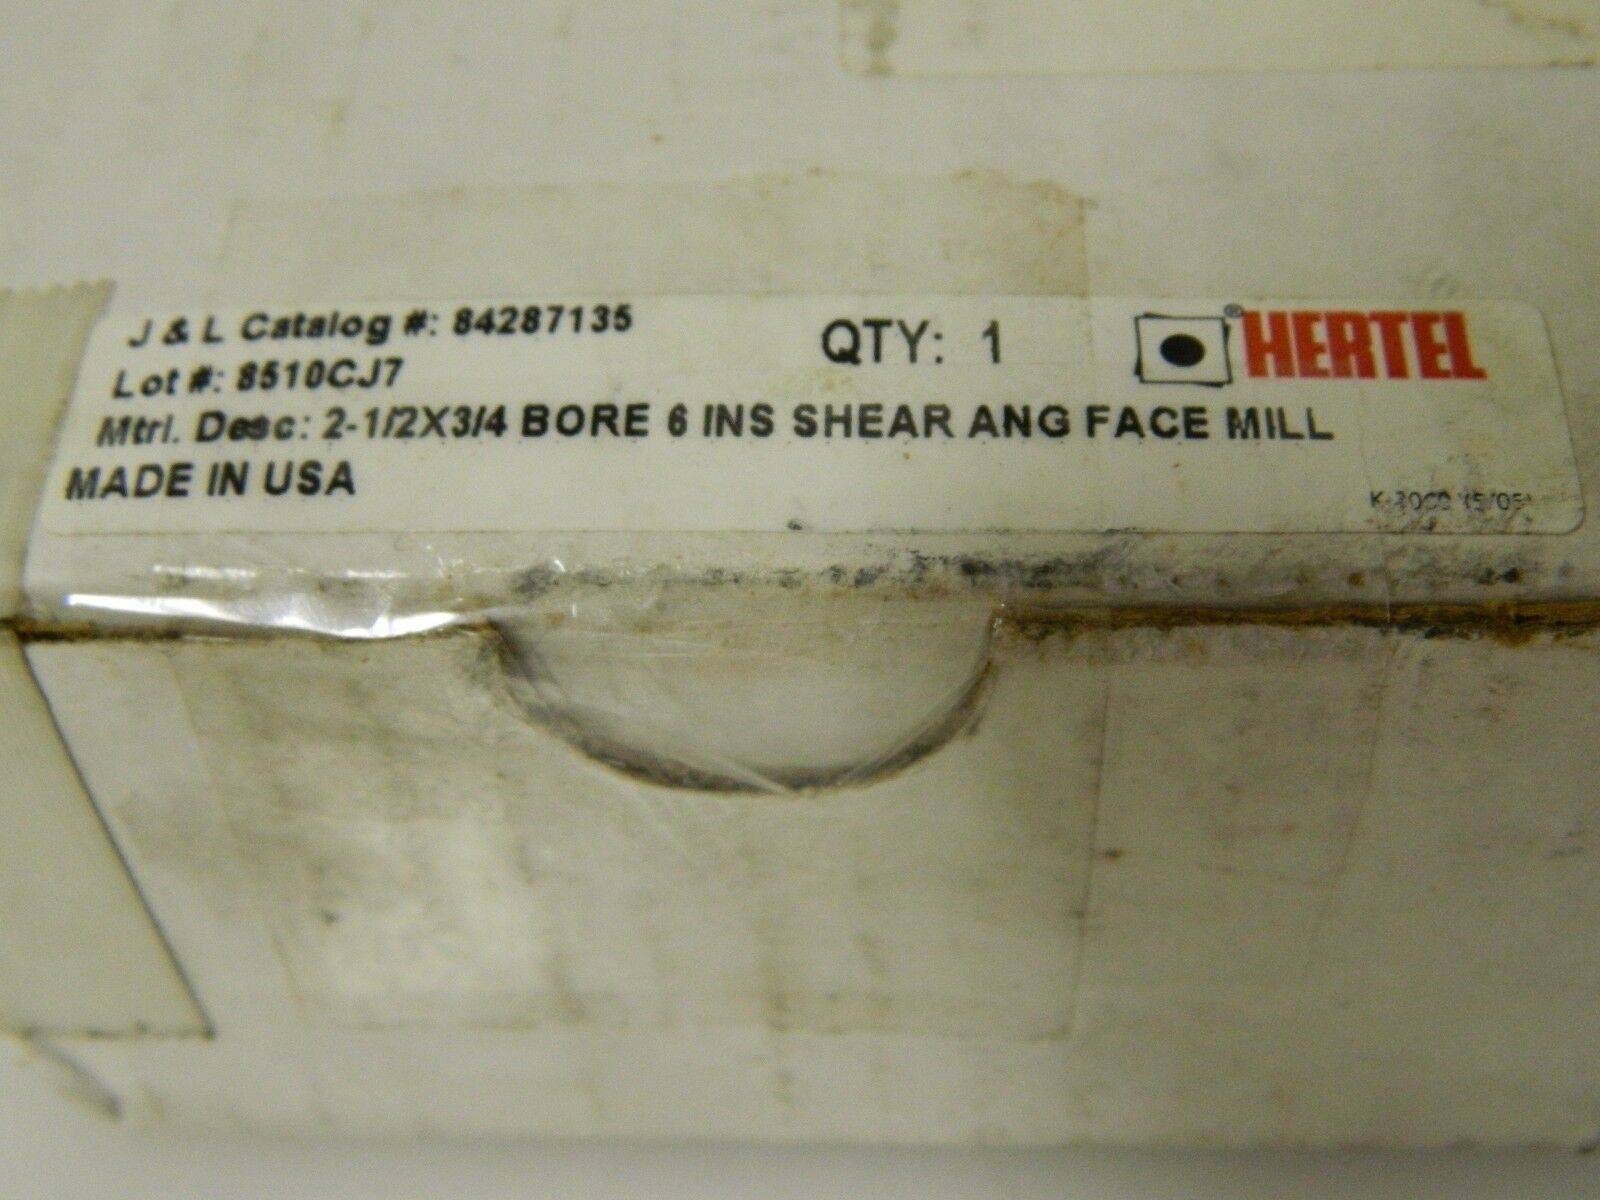 J & L Catalog #: 84287135
QTY: 1
® HERTEL
Lot #: 8510CJ7
Mtrl. Desc: 2-1/2X3/4 BORE 6 INS SHEAR ANG FACE MILL
MADE IN USA